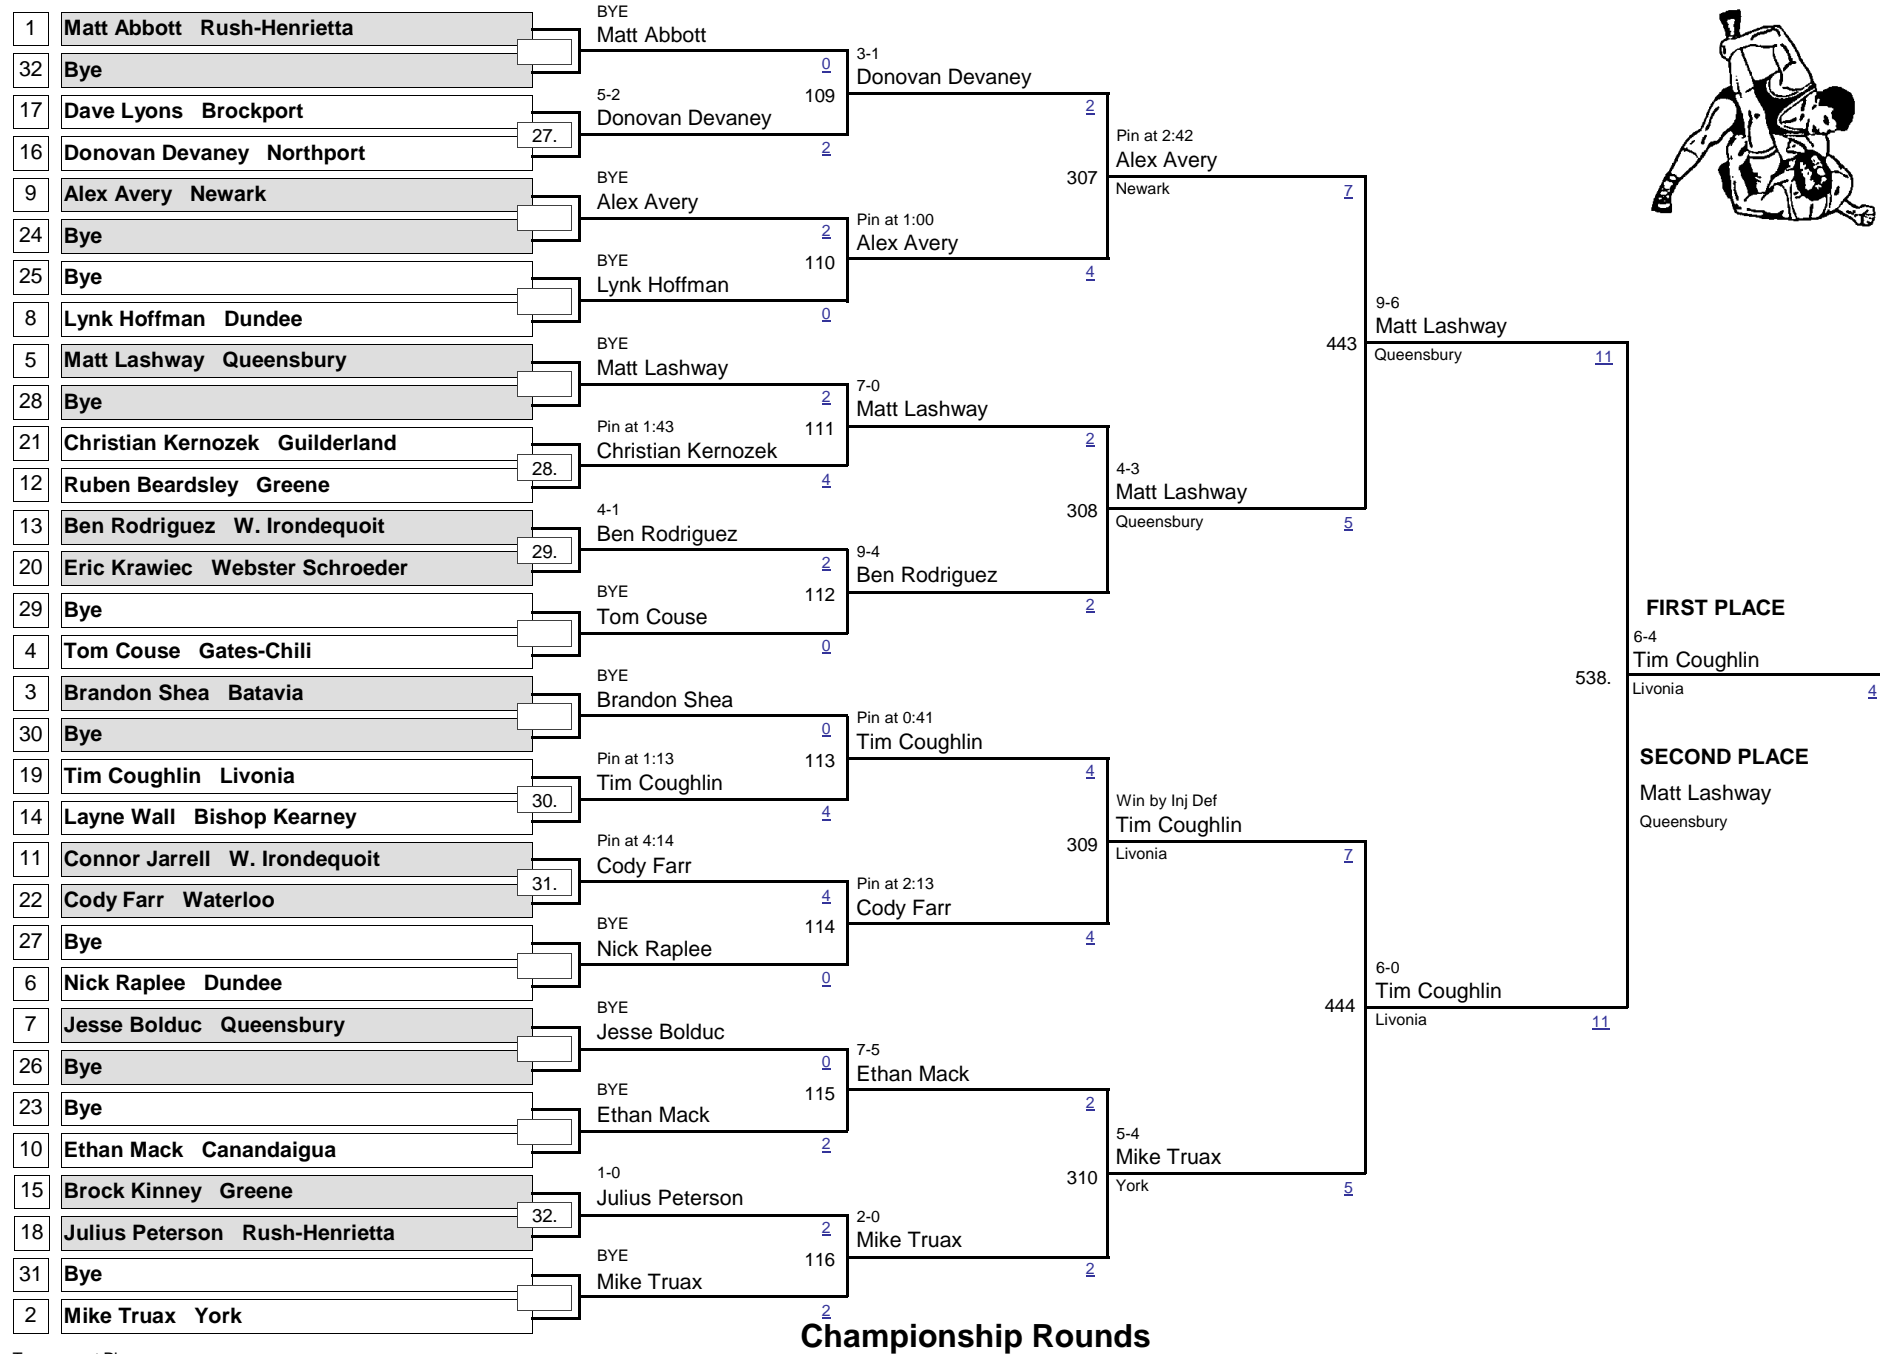 1 Matt Abbott Rush-Henrietta
32 Bye
17 Dave Lyons Brockport
16 Donovan Devaney Northport
9 Alex Avery Newark
24 Bye
25 Bye
8 Lynk Hoffman Dundee
5 Matt Lashway Queensbury
28 Bye
21 Christian Kernozek Guilderland
12 Ruben Beardsley Greene
13 Ben Rodriguez W. Irondequoit
20 Eric Krawiec Webster Schroeder
29 Bye
4 Tom Couse Gates-Chili
3 Brandon Shea Batavia
30 Bye
19 Tim Coughlin Livonia
14 Layne Wall Bishop Kearney
11 Connor Jarrell W. Irondequoit
22 Cody Farr Waterloo
27 Bye
6 Nick Raplee Dundee
7 Jesse Bolduc Queensbury
26 Bye
23 Bye
10 Ethan Mack Canandaigua
15 Brock Kinney Greene
18 Julius Peterson Rush-Henrietta
31 Bye
2 Mike Truax York
27.
28.
29.
30.
31.
32.
BYE
Matt Abbott
0
109
5-2
Donovan Devaney
2
BYE
Alex Avery
2
110
BYE
Lynk Hoffman
0
BYE
Matt Lashway
2
111
Pin at 1:43
Christian Kernozek
4
4-1
Ben Rodriguez
2
112
BYE
Tom Couse
0
BYE
Brandon Shea
0
113
Pin at 1:13
Tim Coughlin
4
Pin at 4:14
Cody Farr
4
114
BYE
Nick Raplee
0
BYE
Jesse Bolduc
0
115
BYE
Ethan Mack
2
1-0
Julius Peterson
2
116
BYE
Mike Truax
2
3-1
Donovan Devaney
2
307
Pin at 1:00
Alex Avery
4
7-0
Matt Lashway
2
308
9-4
Ben Rodriguez
2
Pin at 0:41
Tim Coughlin
4
309
Pin at 2:13
Cody Farr
4
7-5
Ethan Mack
2
310
2-0
Mike Truax
2
Pin at 2:42
Alex Avery
Newark
7
443
4-3
Matt Lashway
Queensbury
5
Win by Inj Def
Tim Coughlin
Livonia
7
444
5-4
Mike Truax
York
5
9-6
Matt Lashway
Queensbury
11
538.
6-0
Tim Coughlin
Livonia
11
FIRST PLACE
6-4
Tim Coughlin
Livonia
4
SECOND PLACE
Matt Lashway
Queensbury
Championship Rounds